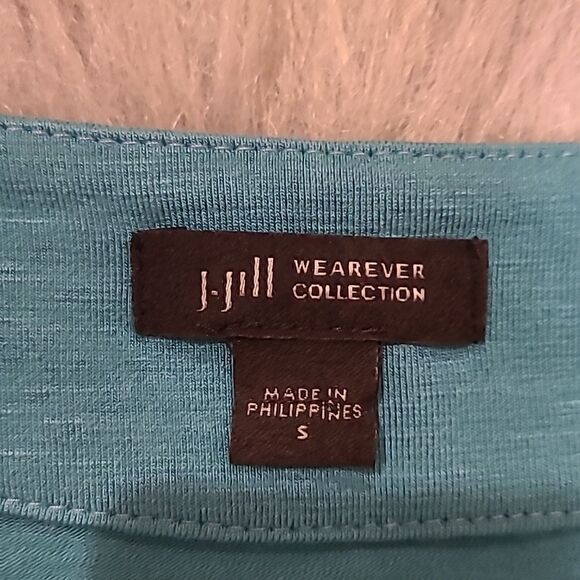 J.Jill
WEAREVER
COLLECTION
MADE IN
PHILIPPINES
S